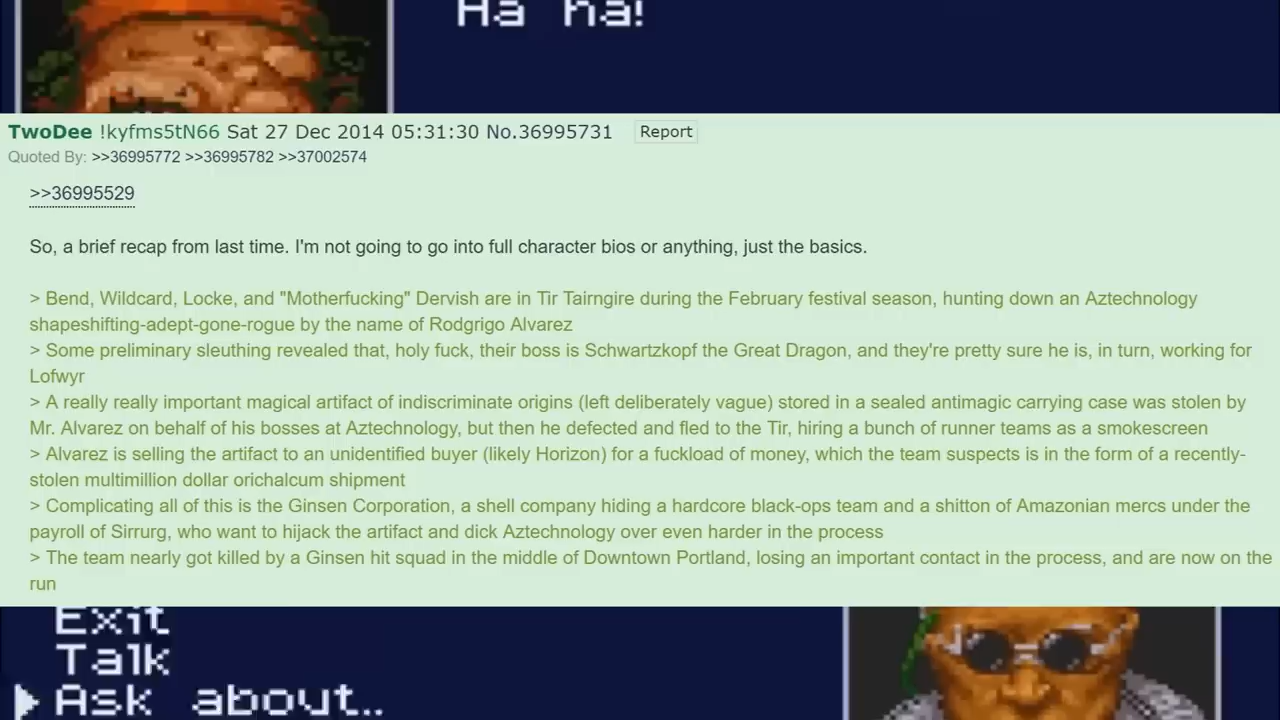 Ha ha!
TwoDee !kyfms5tN66 Sat 27 Dec 2014 05:31:30 No.36995731 Report
Quoted By: >>36995772 >>36995782 >>37002574
>>36995529
So, a brief recap from last time. I'm not going to go into full character bios or anything, just the basics.
> Bend, Wildcard, Locke, and "Motherfucking" Dervish are in Tir Tairngire during the February festival season, hunting down an Aztechnology
shapeshifting-adept-gone-rogue by the name of Rodgrigo Alvarez
> Some preliminary sleuthing revealed that, holy fuck, their boss is Schwartzkopf the Great Dragon, and they're pretty sure he is, in turn, working for
Lofwyr
> A really really important magical artifact of indiscriminate origins (left deliberately vague) stored in a sealed antimagic carrying case was stolen by
Mr. Alvarez on behalf of his bosses at Aztechnology, but then he defected and fled to the Tir, hiring a bunch of runner teams as a smokescreen
> Alvarez is selling the artifact to an unidentified buyer (likely Horizon) for a fuckload of money, which the team suspects is in the form of a recently-
stolen multimillion dollar orichalcum shipment
> Complicating all of this is the Ginsen Corporation, a shell company hiding a hardcore black-ops team and a shitton of Amazonian mercs under the
payroll of Sirrurg, who want to hijack the artifact and dick Aztechnology over even harder in the process
> The team nearly got killed by a Ginsen hit squad in the middle of Downtown Portland, losing an important contact in the process, and are now on the
run
Exit
Talk
Ask about..